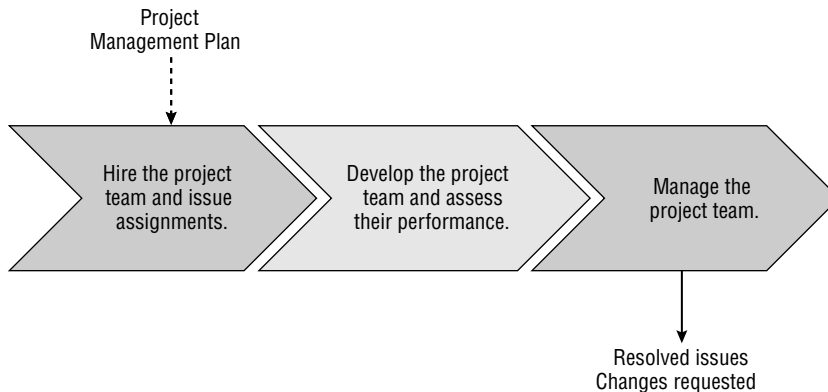 Project
Management Plan
Hire the project
team and issue
assignments.
Develop the project
team and assess
their performance.
Manage the
project team.
Resolved issues
Changes requested